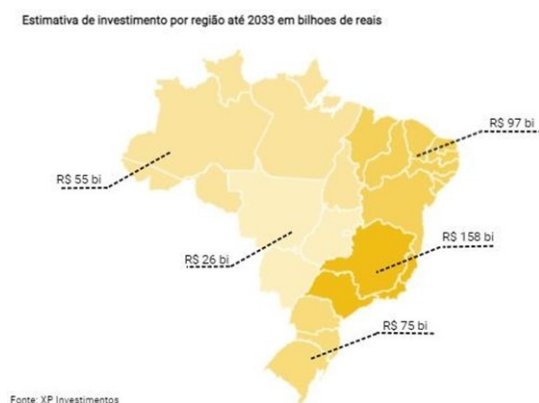 Estimativa de investimento por região até 2033 em bilhoes de reais
R$ 97 bi
R$ 55 bi
R$ 158 bi
R$ 26 bi
R$ 75 bi
Fonte: XP Investimentos